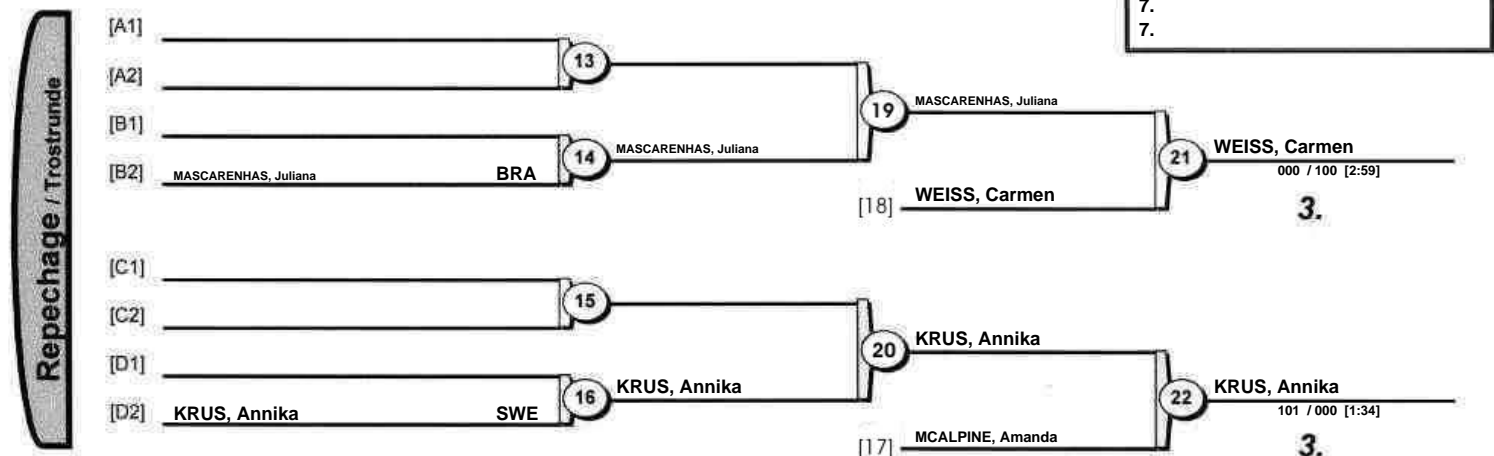 7.
7.
Repechage / Trostrunde
[A1]
[A2]
13
[B1]
[B2] MASCARENHAS, Juliana BRA
14
MASCARENHAS, Juliana
19
MASCARENHAS, Juliana
[18] WEISS, Carmen
21
WEISS, Carmen
000 / 100 [2:59]
3.
[C1]
[C2]
15
[D1]
[D2] KRUS, Annika SWE
16
KRUS, Annika
20
KRUS, Annika
[17] MCALPINE, Amanda
22
KRUS, Annika
101 / 000 [1:34]
3.